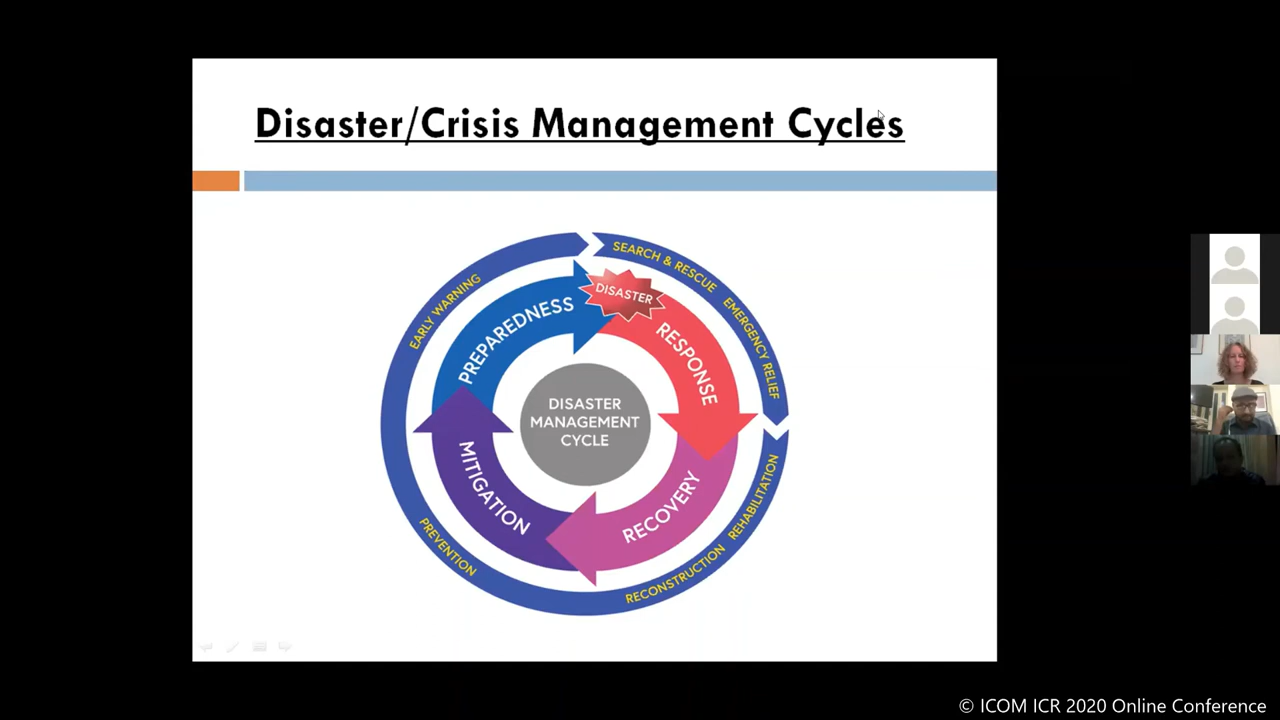 Disaster/Crisis Management Cycles
EARLY WARNING
SEARCH & RESCUE
EMERGENCY RELIEF
DISASTER
PREPAREDNESS
RESPONSE
DISASTER
MANAGEMENT
CYCLE
MITIGATION
RECOVERY
PREVENTION
RECONSTRUCTION
REHABILITATION
© ICOM ICR 2020 Online Conference